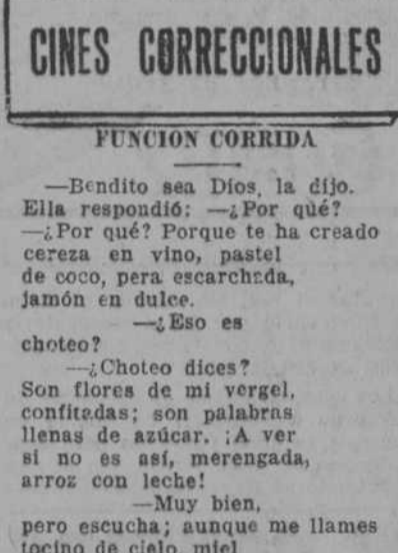 CINES CORRECCIONALES
FUNCION CORRIDA
—Bendito sea Dios, la dijo.
Ella respondió: —¿Por qué?
—¿Por qué? Porque te ha creado
cereza en vino, pastel
de coco, pera escarchada,
jamón en dulce.
—¿Eso es
choteo?
—¿Choteo dices?
Son flores de mi vergel,
confitadas; son palabras
llenas de azúcar. ¡A ver
si no es así, merengada,
arroz con leche!
—Muy bien,
pero escucha; aunque me llames
tocino de cielo, miel